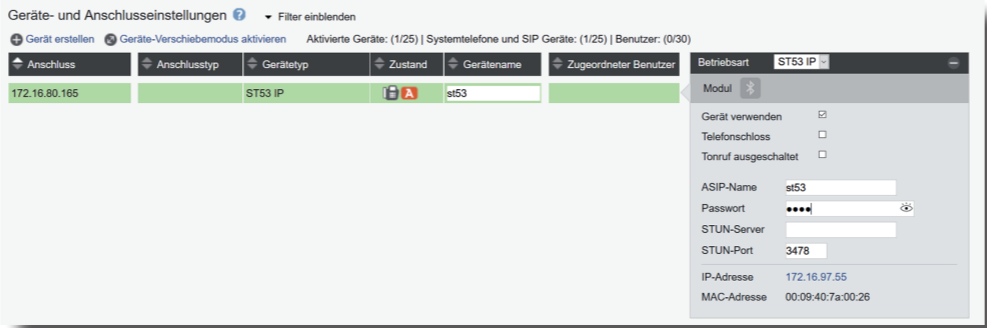 Geräte- und Anschlusseinstellungen ? Filter einblenden
Gerät erstellen Geräte-Verschiebemodus aktivieren Aktivierte Geräte: (1/25) | Systemtelefone und SIP Geräte: (1/25) | Benutzer: (0/30)
Anschluss Anschlusstyp Gerätetyp Zustand Gerätename Zugeordneter Benutzer
172.16.80.165 ST53 IP A st53
Betriebsart ST53 IP
Modul
Gerät verwenden
Telefonschloss
Tonruf ausgeschaltet
ASIP-Name st53
Passwort ••••
STUN-Server
STUN-Port 3478
IP-Adresse 172.16.97.55
MAC-Adresse 00:09:40:7a:00:26